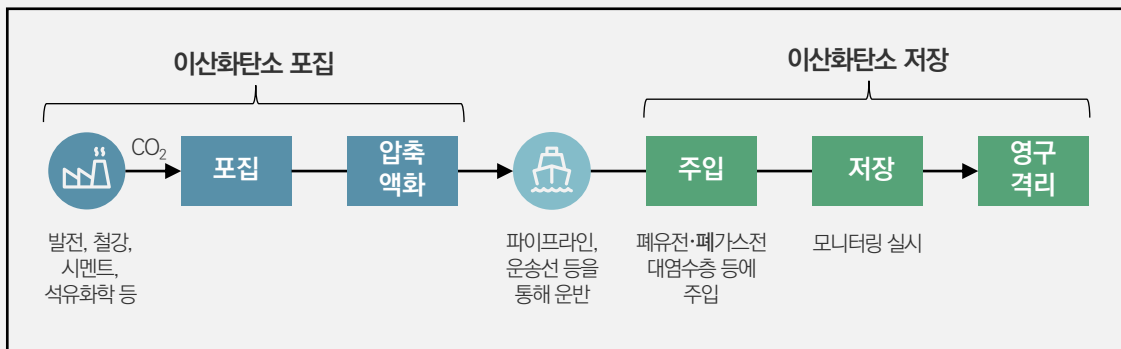 이산화탄소 포집
이산화탄소 저장
CO₂
포집
압축
액화
주입
저장
영구
격리
발전, 철강,
시멘트,
석유화학 등
파이프라인,
운송선 등을
통해 운반
폐유전·폐가스전
대염수층 등에
주입
모니터링 실시